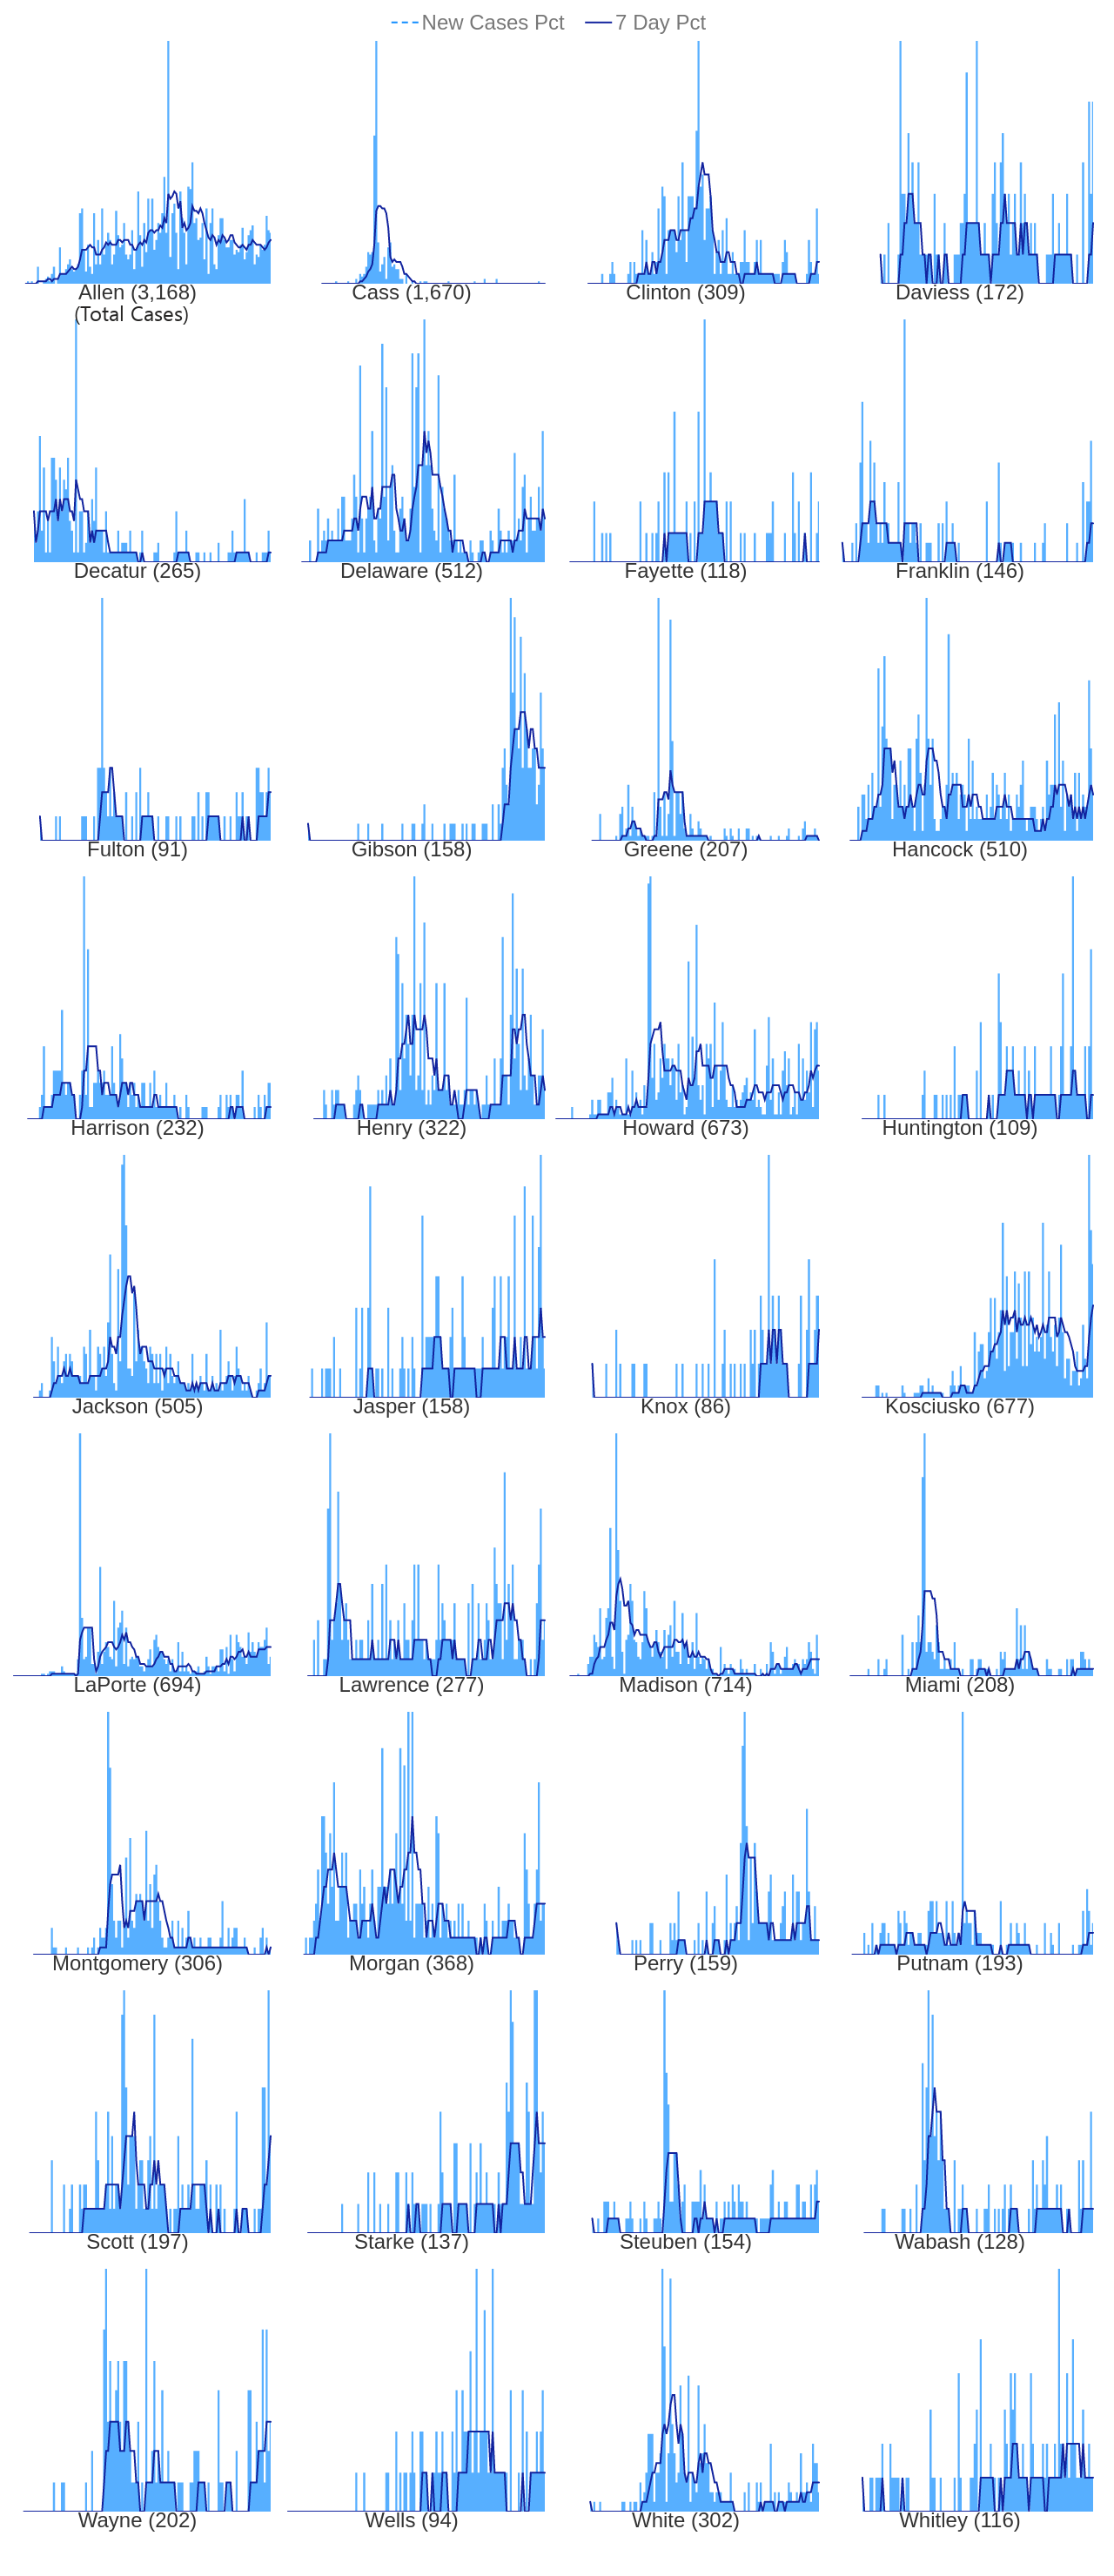 New Cases Pct 7 Day Pct
Allen (3,168) Cass (1,670) Clinton (309) Daviess (172)
(Total Cases)
Decatur (265) Delaware (512) Fayette (118) Franklin (146)
Fulton (91) Gibson (158) Greene (207) Hancock (510)
Harrison (232) Henry (322) Howard (673) Huntington (109)
Jackson (505) Jasper (158) Knox (86) Kosciusko (677)
LaPorte (694) Lawrence (277) Madison (714) Miami (208)
Montgomery (306) Morgan (368) Perry (159) Putnam (193)
Scott (197) Starke (137) Steuben (154) Wabash (128)
Wayne (202) Wells (94) White (302) Whitley (116)